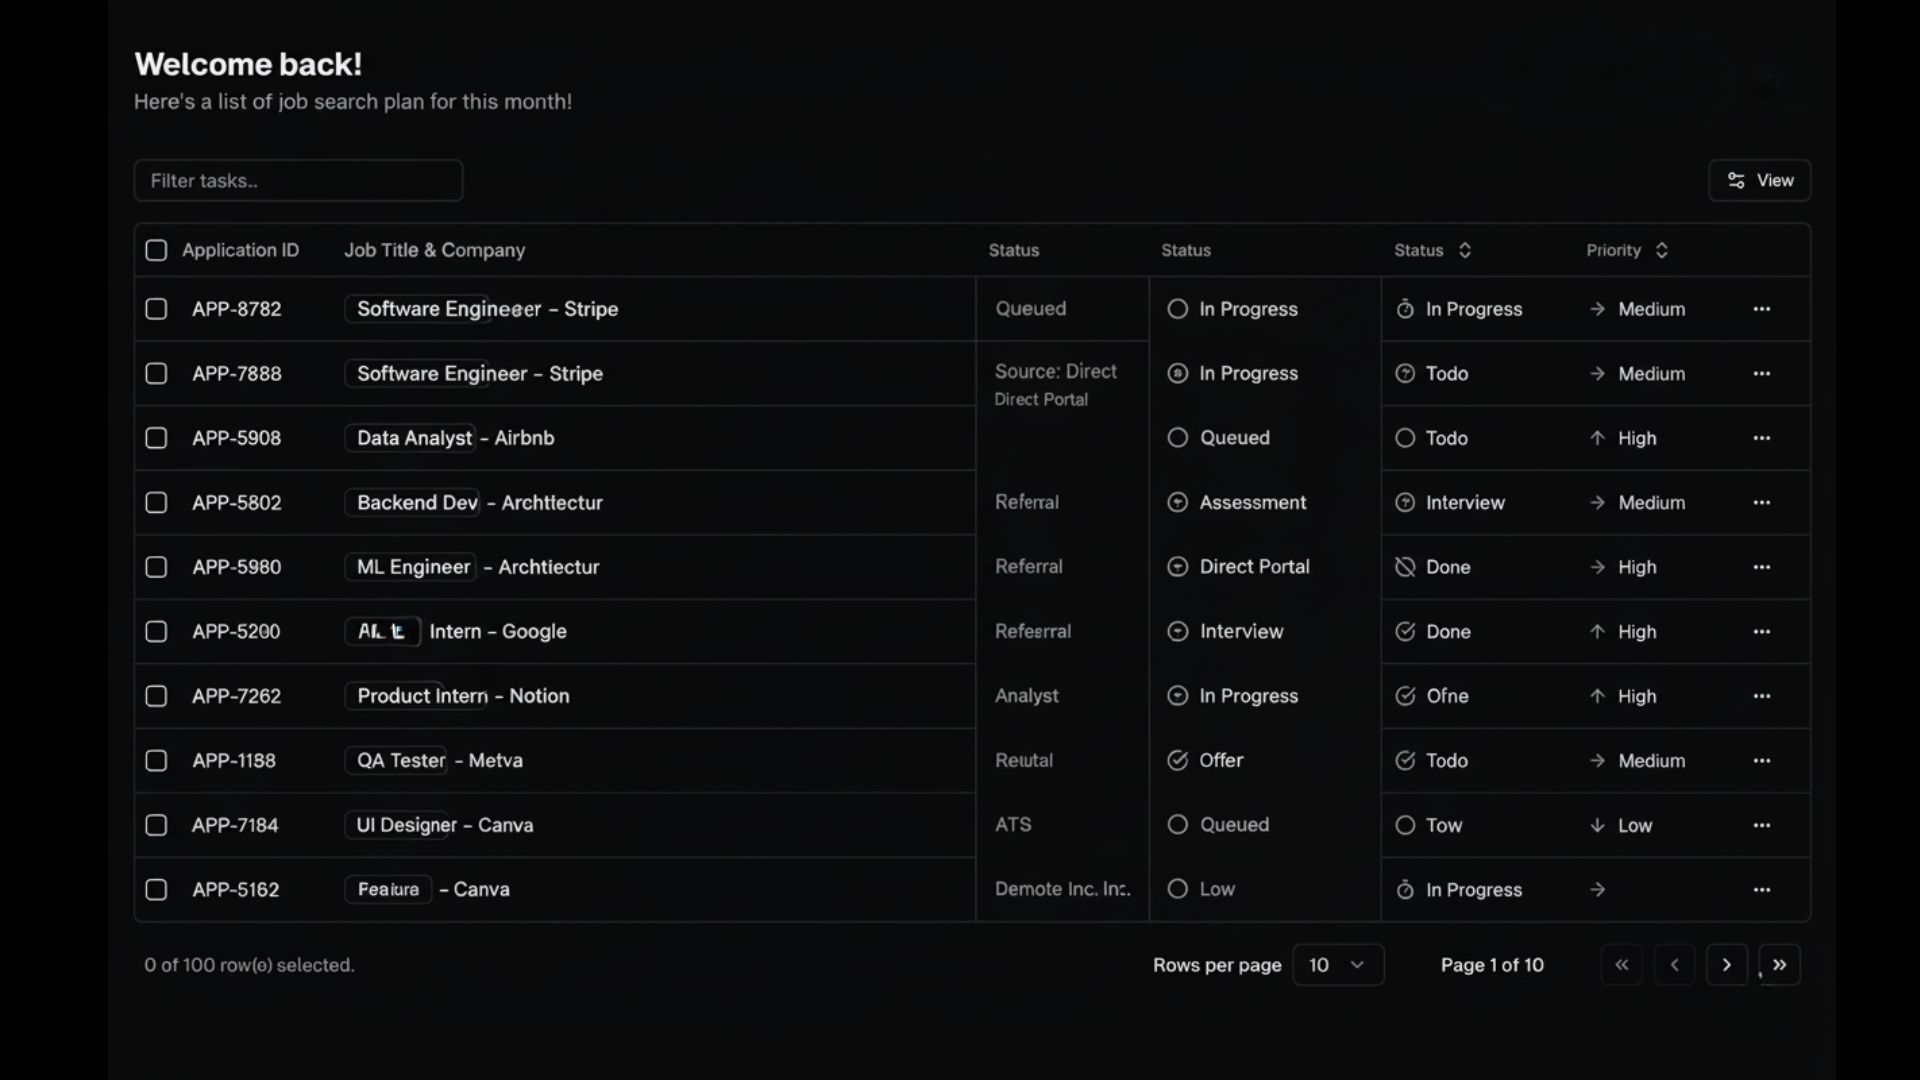 Welcome back!
Here's a list of job search plan for this month!
Filter tasks..
View
Application ID Job Title & Company Status Status Status Priority
APP-8782 Software Engineeer – Stripe Queued In Progress In Progress Medium
APP-7888 Software Engineer – Stripe Source: Direct In Progress Todo Medium
Direct Portal
APP-5908 Data Analyst – Airbnb Queued Todo High
APP-5802 Backend Dev – Archtlectur Referral Assessment Interview Medium
APP-5980 ML Engineer – Archtlectur Referral Direct Portal Done High
APP-5200 Intern – Google Refesrral Interview Done High
APP-7262 Product Intern – Notion Analyst In Progress Ofne High
APP-1188 QA Tester – Metva Reutal Offer Todo Medium
APP-7184 UI Designer – Canva ATS Queued Tow Low
APP-5162 Feaiura – Canva Demote Inc. Inc. Low In Progress
0 of 100 row(o) selected. Rows per page 10 Page 1 of 10